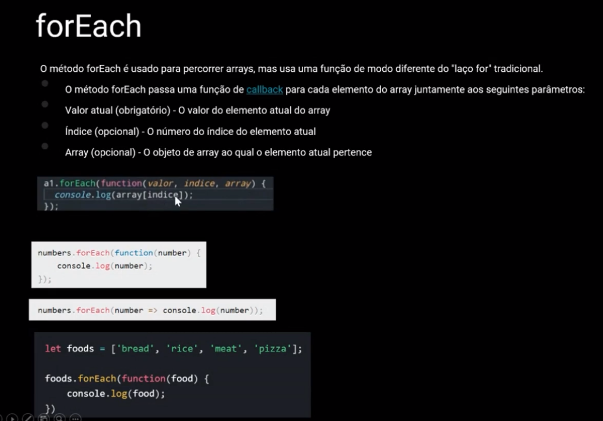 forEach
O método forEach é usado para percorrer arrays, mas usa uma função de modo diferente do "laço for" tradicional.
O método forEach passa uma função de callback para cada elemento do array juntamente aos seguintes parâmetros:
Valor atual (obrigatório) - O valor do elemento atual do array
Índice (opcional) - O número do índice do elemento atual
Array (opcional) - O objeto de array ao qual o elemento atual pertence
a1.forEach(function(valor, indice, array) {
console.log(array[indice]);
});
numbers.forEach(function(number) {
console.log(number);
});
numbers.forEach(number => console.log(number));
let foods = ['bread', 'rice', 'meat', 'pizza'];
foods.forEach(function(food) {
console.log(food);
})